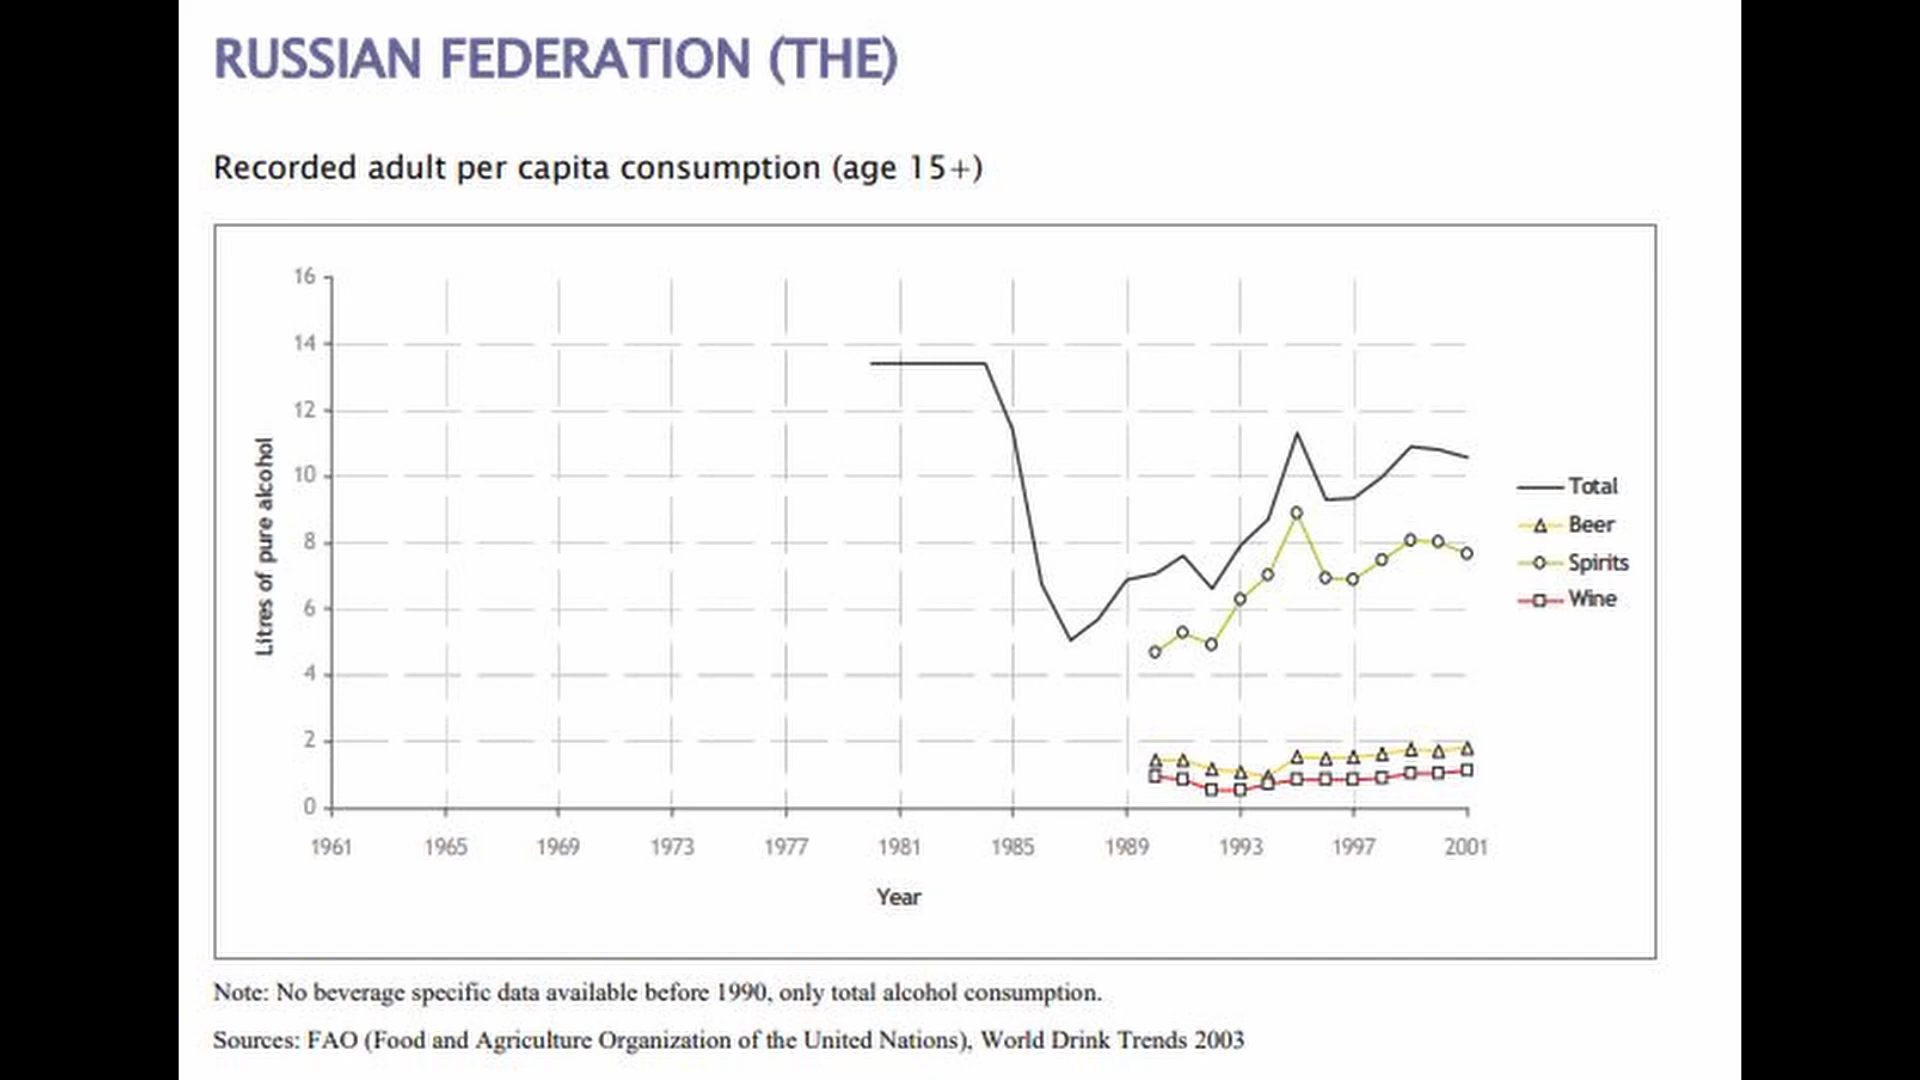 RUSSIAN FEDERATION (THE)
Recorded adult per capita consumption (age 15+)
16
14
12
10
8
6
4
2
0
Litres of pure alcohol
1961 1965 1969 1973 1977 1981 1985 1989 1993 1997 2001
Year
Total
Beer
Spirits
Wine
Note: No beverage specific data available before 1990, only total alcohol consumption.
Sources: FAO (Food and Agriculture Organization of the United Nations), World Drink Trends 2003